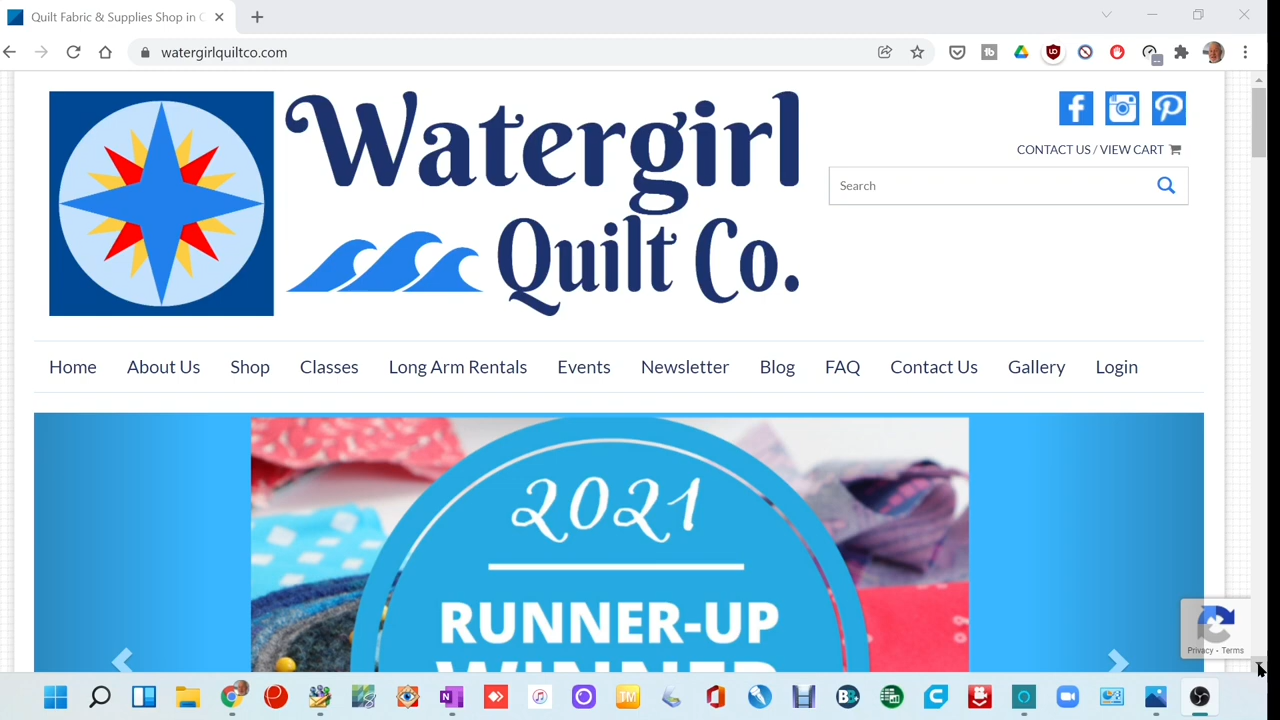 Quilt Fabric & Supplies Shop in
watergirlquiltco.com
Watergirl
Quilt Co.
CONTACT US / VIEW CART
Search
Home
About Us
Shop
Classes
Long Arm Rentals
Events
Newsletter
Blog
FAQ
Contact Us
Gallery
Login
2021
RUNNER-UP
WINNER
Privacy - Terms